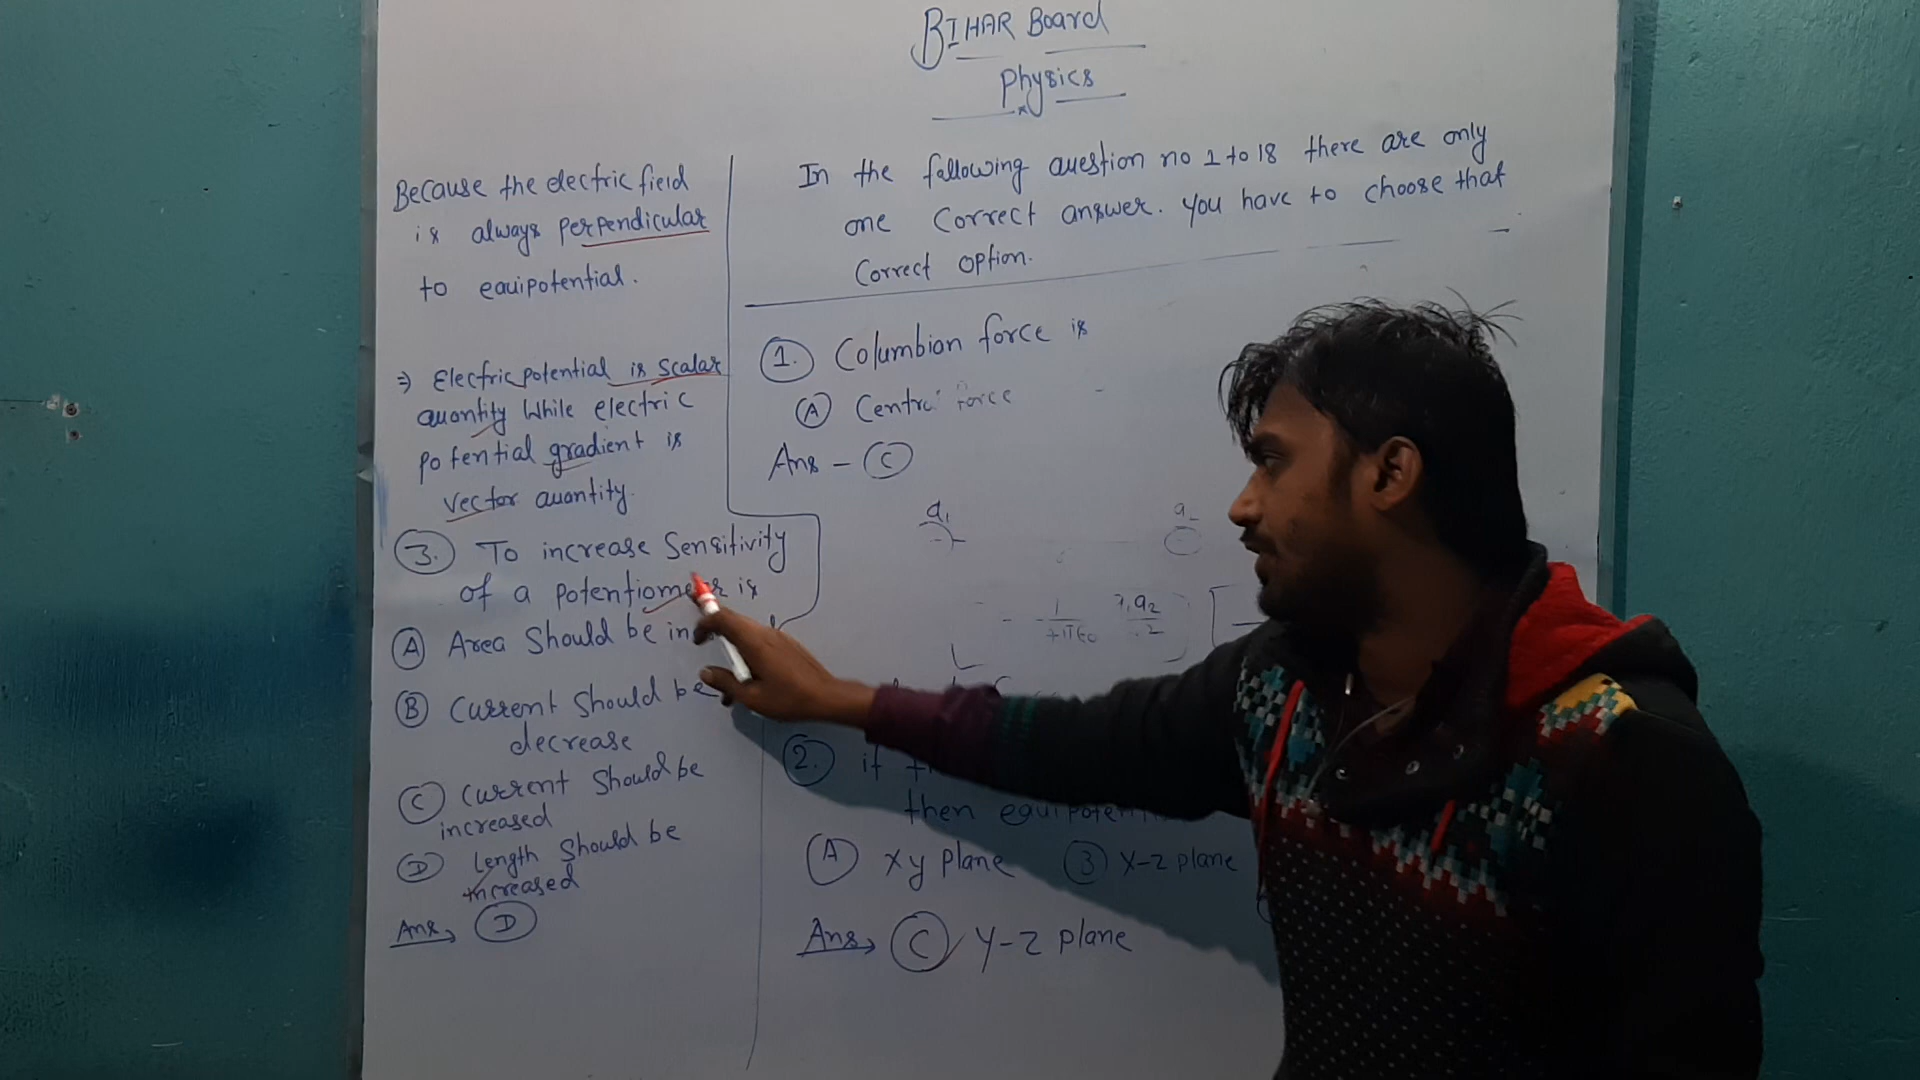 BIHAR Board
Physics
Because the electric field
is always perpendicular
to equipotential.
⇒ Electric potential is scalar
quantity While electric
potential gradient is
vector quantity.
3. To increase Sensitivity
of a potentiometer is
A Area Should be
B Current Should be
decrease
C Current Should be
increased
D Length Should be
increased
Ans, D
In the following question no 1 to 18 there are only
one Correct answer. you have to choose that
Correct option.
1. Columbian force is
A Central force
Ans - C
q1 q2
2. if
then
A xy plane B X-Z plane
Ans, C Y-Z plane